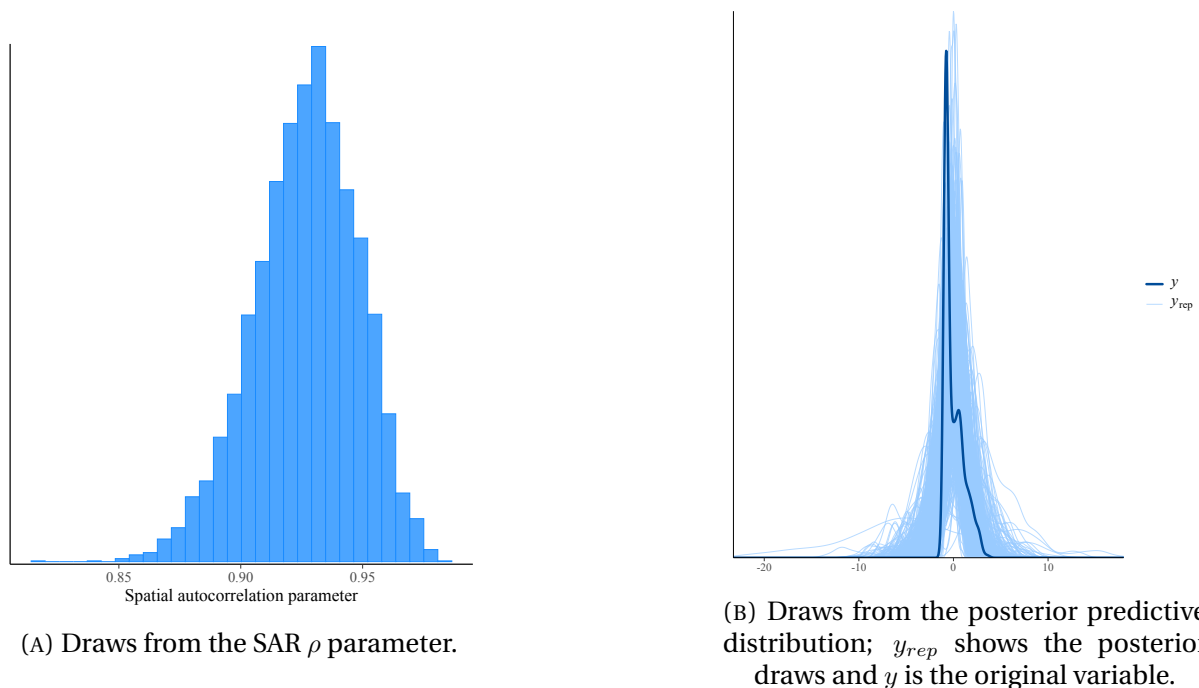 0.85 0.90 0.95
Spatial autocorrelation parameter
(A) Draws from the SAR ρ parameter.
y
y_rep
-20 -10 0 10
(B) Draws from the posterior predictive
distribution; y_rep shows the posterior
draws and y is the original variable.